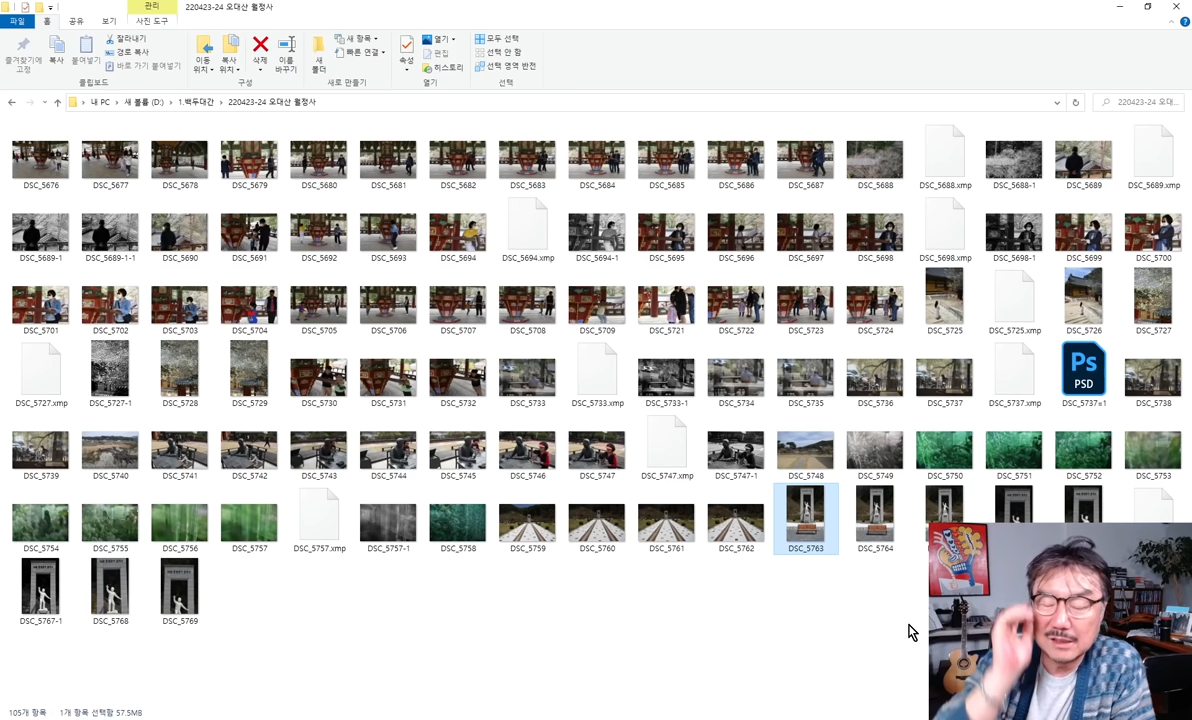 관리
220423-24 오대산 월정사
파일 홈 공유 보기 사진 도구
즐겨찾기에 고정
복사
붙여넣기
잘라내기
경로 복사
바로 가기 붙여넣기
클립보드
이동 위치
복사 위치
삭제
이름 바꾸기
구성
새 폴더
새 항목
빠른 연결
새로 만들기
속성
열기
편집
히스토리
열기
모두 선택
선택 안 함
선택 영역 반전
선택
내 PC > 새 볼륨 (D:) > 1.백두대간 > 220423-24 오대산 월정사
220423-24 오대...
DSC_5676 DSC_5677 DSC_5678 DSC_5679 DSC_5680 DSC_5681 DSC_5682 DSC_5683 DSC_5684 DSC_5685 DSC_5686 DSC_5687 DSC_5688 DSC_5688.xmp DSC_5688-1 DSC_5689 DSC_5689.xmp
DSC_5689-1 DSC_5689-1-1 DSC_5690 DSC_5691 DSC_5692 DSC_5693 DSC_5694 DSC_5694.xmp DSC_5694-1 DSC_5695 DSC_5696 DSC_5697 DSC_5698 DSC_5698.xmp DSC_5698-1 DSC_5699 DSC_5700
DSC_5701 DSC_5702 DSC_5703 DSC_5704 DSC_5705 DSC_5706 DSC_5707 DSC_5708 DSC_5709 DSC_5721 DSC_5722 DSC_5723 DSC_5724 DSC_5725 DSC_5725.xmp DSC_5726 DSC_5727
Ps
PSD
DSC_5727.xmp DSC_5727-1 DSC_5728 DSC_5729 DSC_5730 DSC_5731 DSC_5732 DSC_5733 DSC_5733.xmp DSC_5733-1 DSC_5734 DSC_5735 DSC_5736 DSC_5737 DSC_5737.xmp DSC_5737=1 DSC_5738
DSC_5739 DSC_5740 DSC_5741 DSC_5742 DSC_5743 DSC_5744 DSC_5745 DSC_5746 DSC_5747 DSC_5747.xmp DSC_5747-1 DSC_5748 DSC_5749 DSC_5750 DSC_5751 DSC_5752 DSC_5753
DSC_5754 DSC_5755 DSC_5756 DSC_5757 DSC_5757.xmp DSC_5757-1 DSC_5758 DSC_5759 DSC_5760 DSC_5761 DSC_5762 DSC_5763 DSC_5764
DSC_5767-1 DSC_5768 DSC_5769
105개 항목 1개 항목 선택함 57.5MB